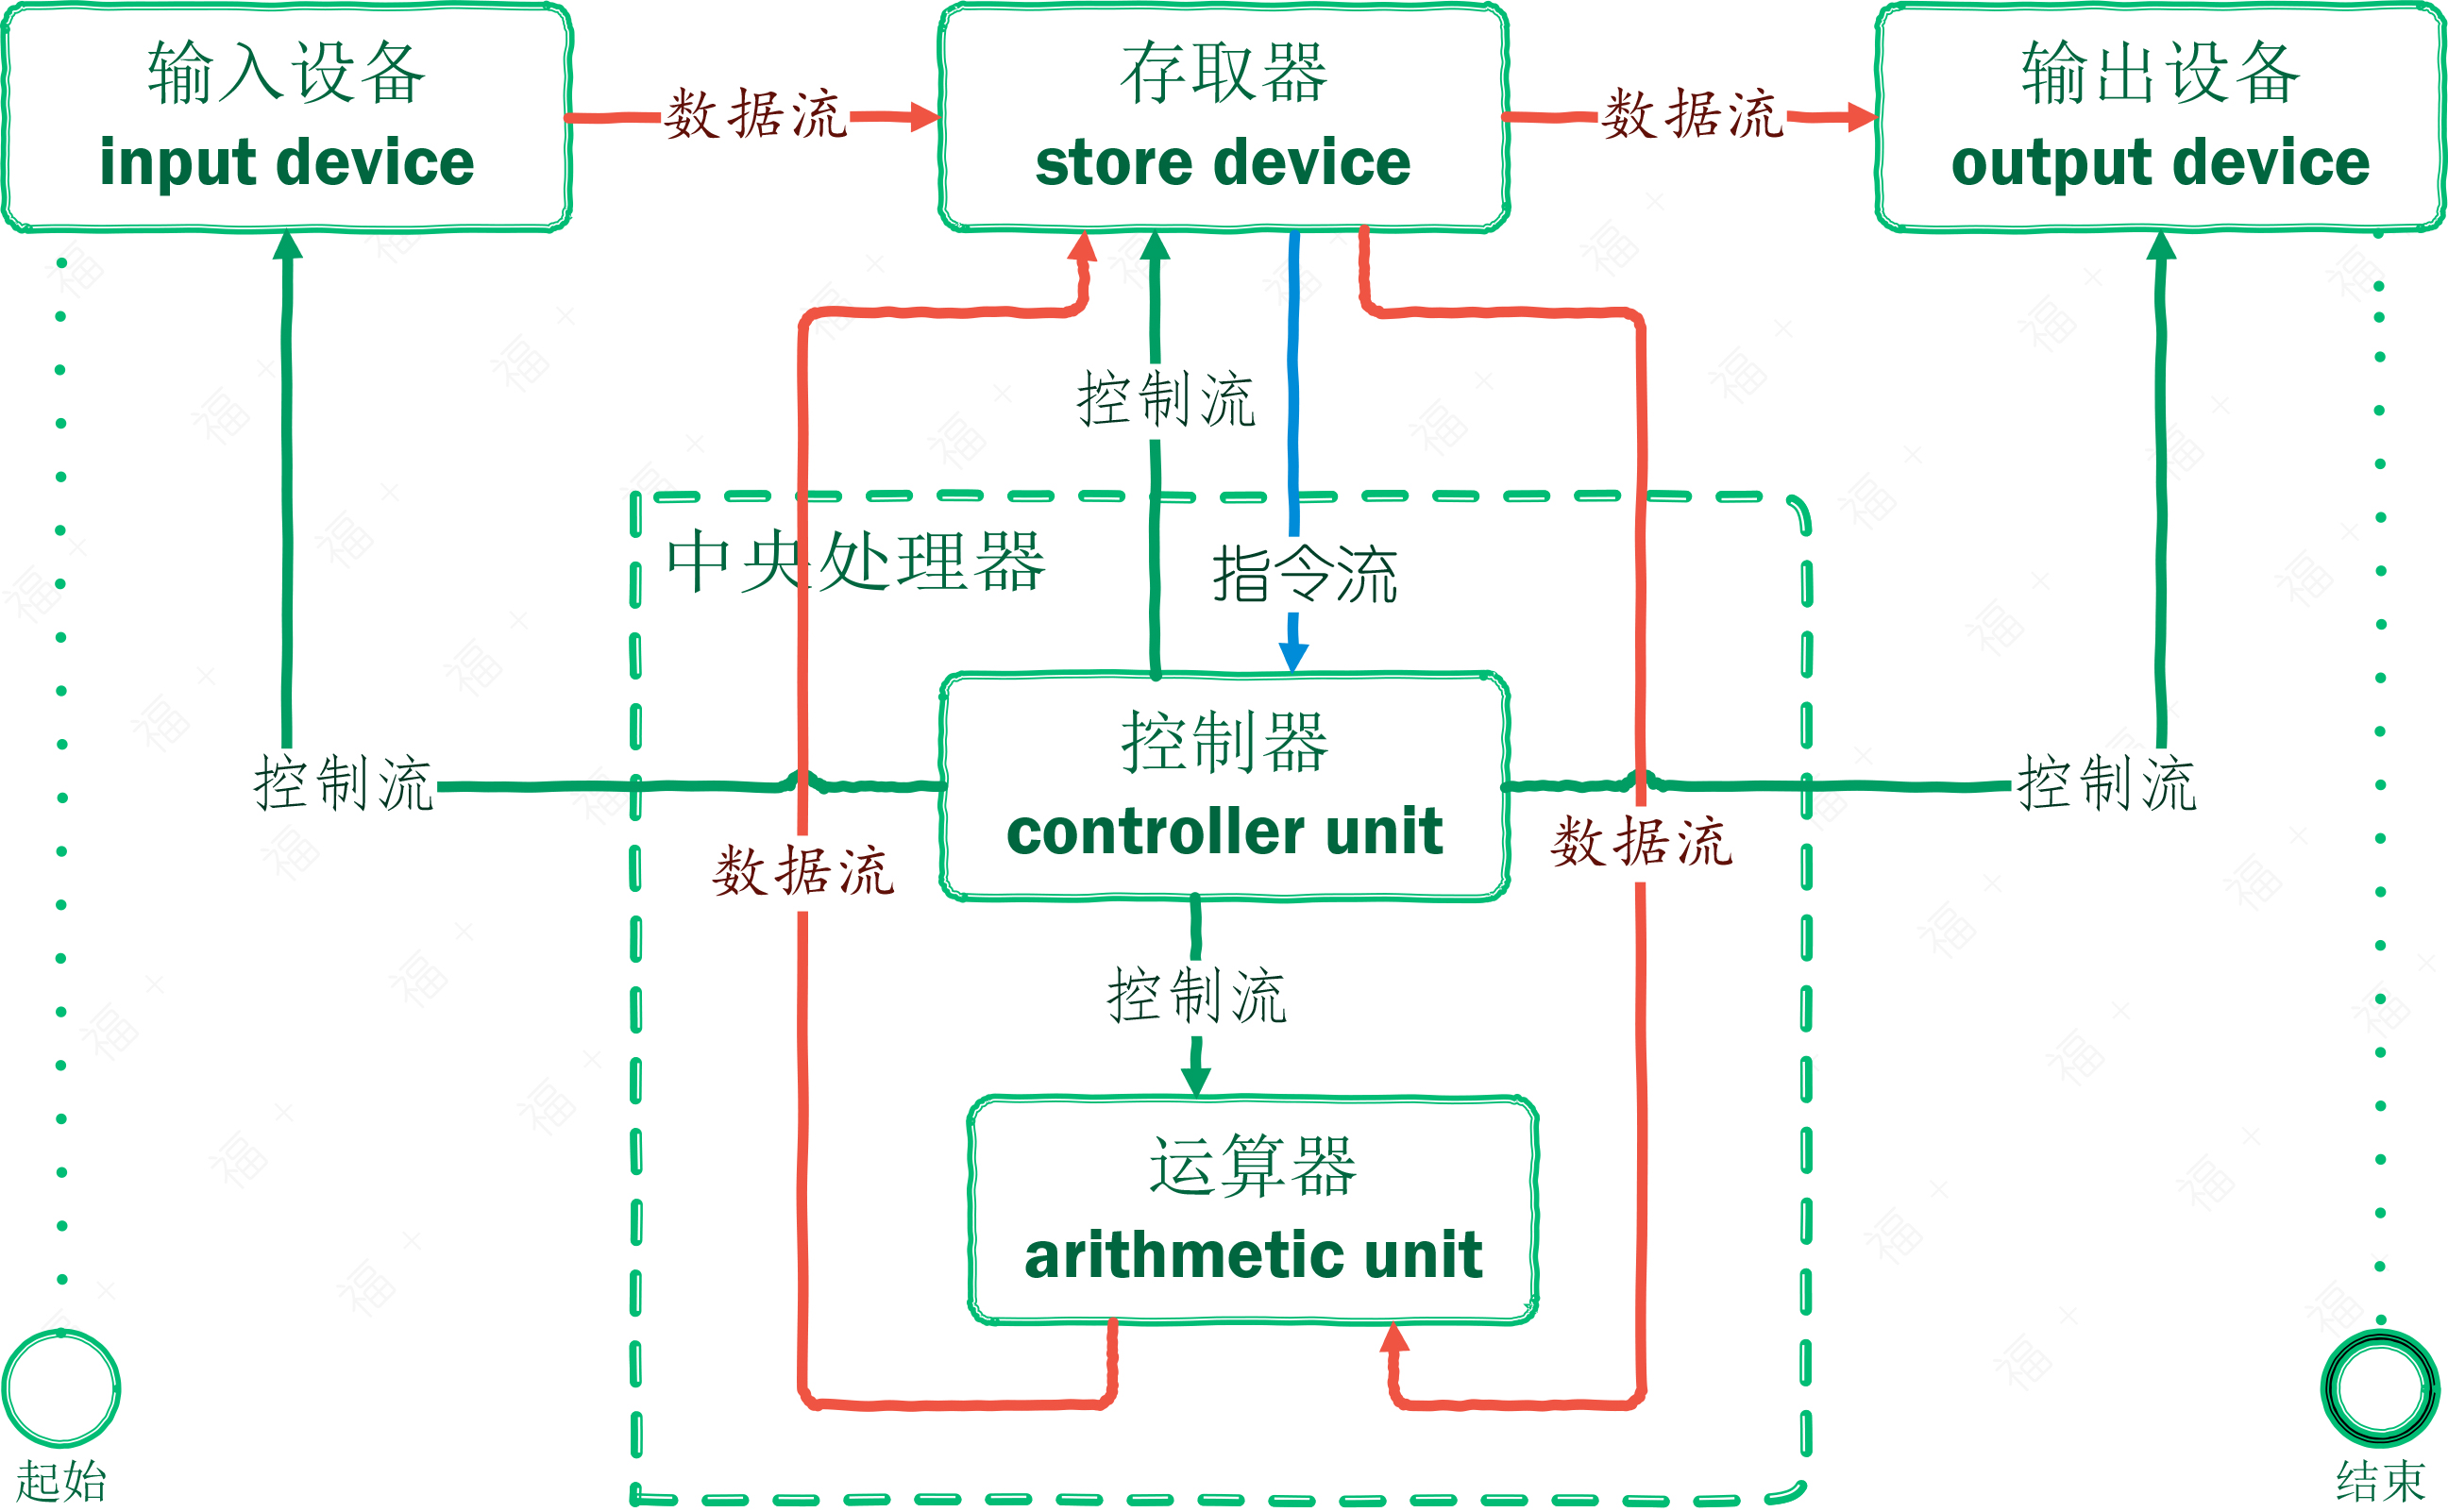 输入设备
input device
数据流
存取器
store device
数据流
输出设备
output device
控制流
指令流
中央处理器
控制流
控制器
controller unit
控制流
数据流
数据流
控制流
运算器
arithmetic unit
起始
结束